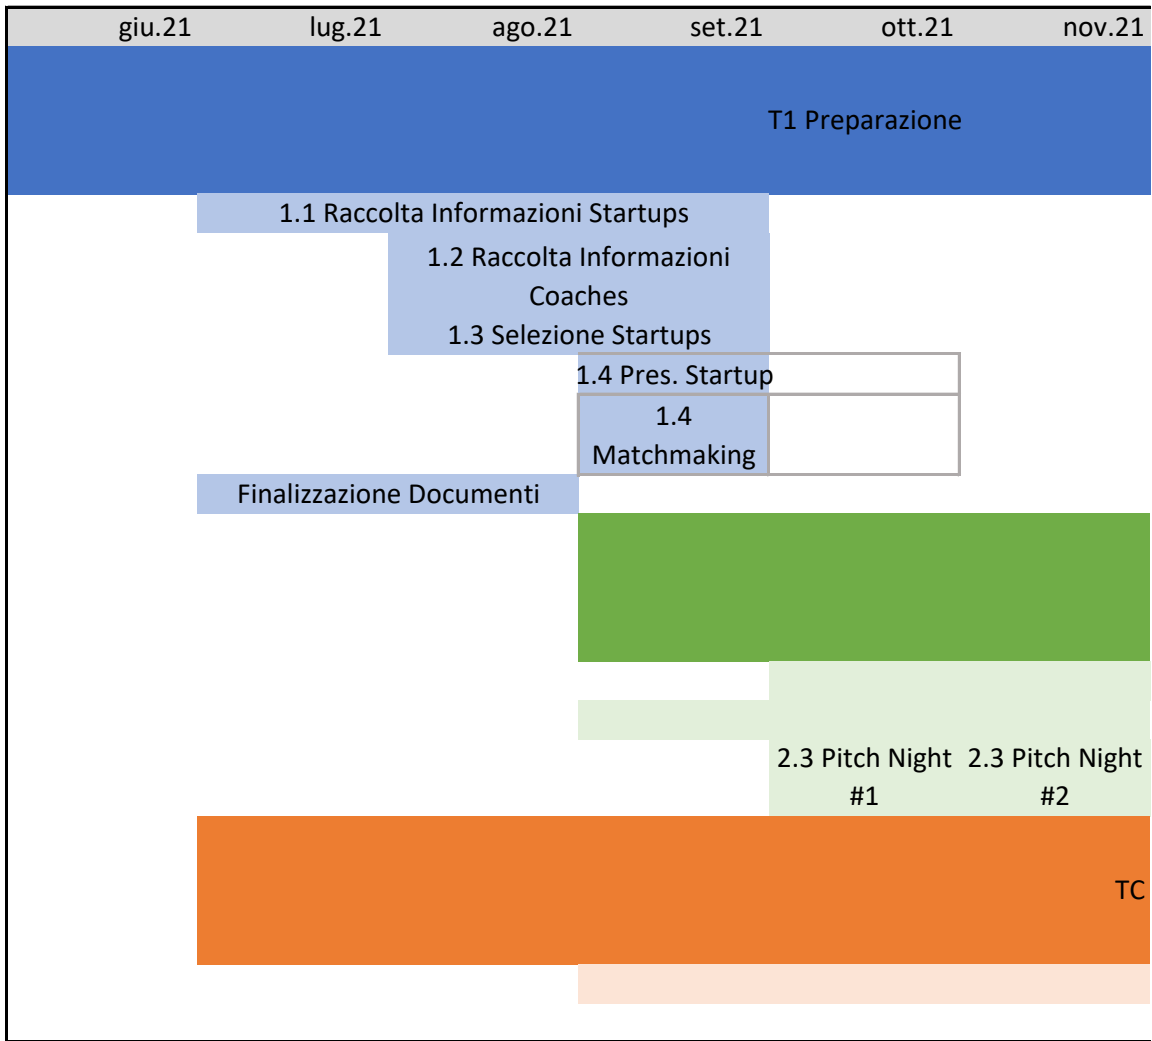 giu.21 lug.21 ago.21 set.21 ott.21 nov.21
T1 Preparazione
1.1 Raccolta Informazioni Startups
1.2 Raccolta Informazioni
Coaches
1.3 Selezione Startups
1.4 Pres. Startup
1.4
Matchmaking
Finalizzazione Documenti
2.3 Pitch Night 2.3 Pitch Night
#1 #2
TC